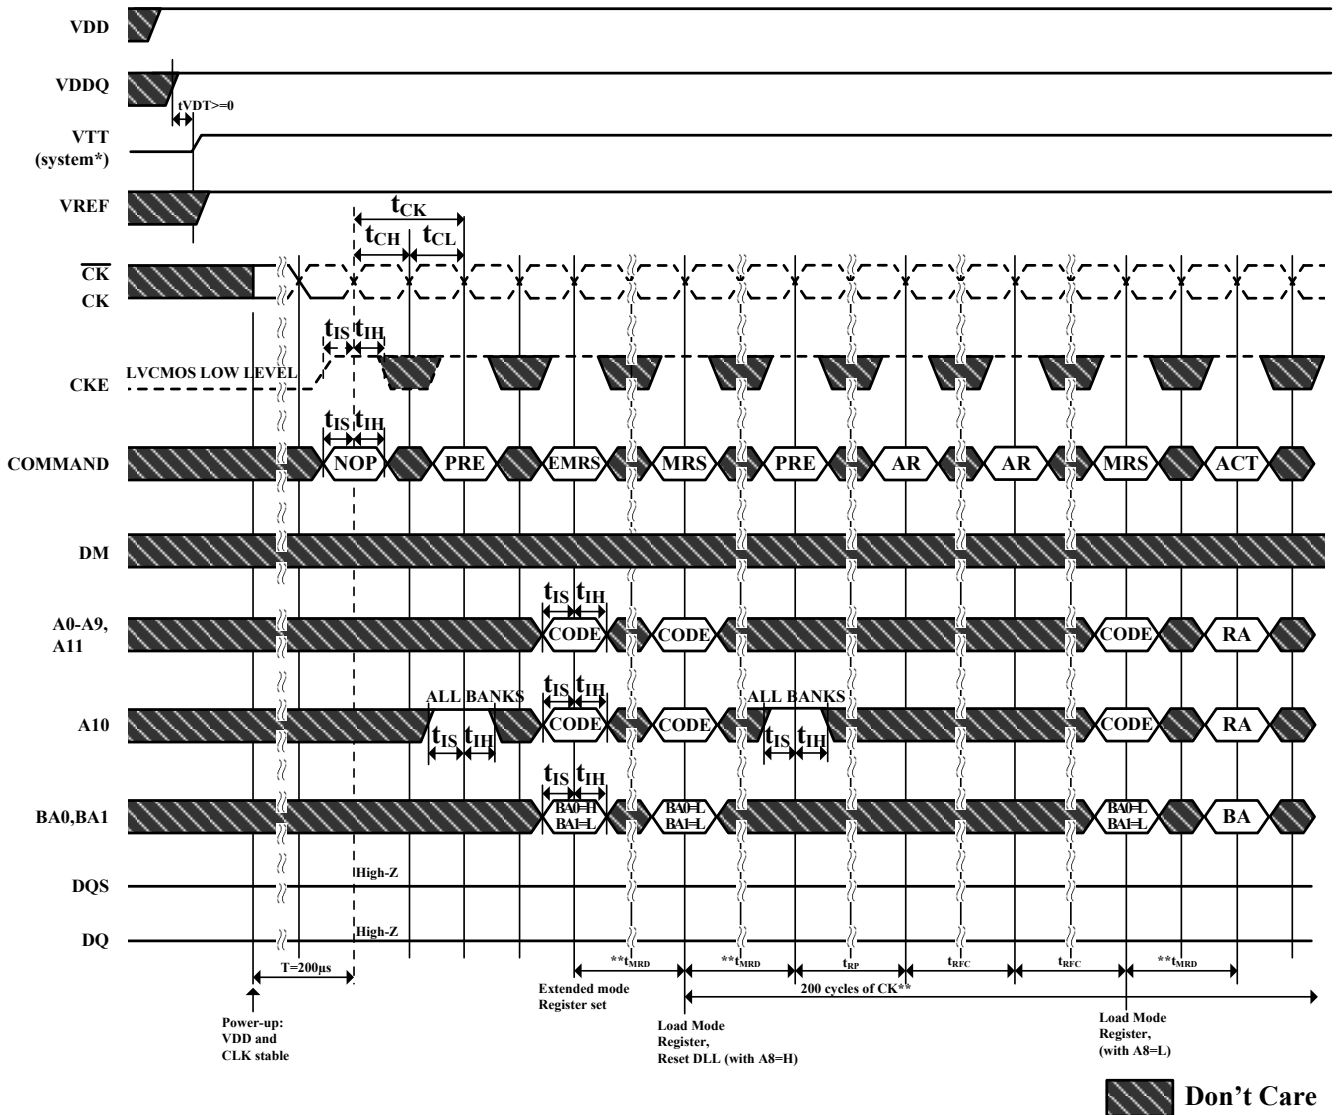 VDD
VDDQ
tVDT>=0
VTT
(system*)
VREF
tCK
tCH tCL
CK
CK
tIS tIH
LVCMOS LOW LEVEL
CKE
tIS tIH
COMMAND NOP PRE EMRS MRS PRE AR AR MRS ACT
DM
tIS tIH
A0-A9,
A11
CODE CODE CODE RA
ALL BANKS tIS tIH ALL BANKS
A10 CODE CODE CODE RA
tIS tIH tIS tIH
tIS tIH
BA0,BA1
BA0=H BA0=L BA0=L
BA1=L BA1=L BA1=L
BA
High-Z
DQS
High-Z
DQ
T=200µs
**tMRD **tMRD tRP tRFC tRFC **tMRD
Extended mode
Register set
200 cycles of CK**
Power-up:
VDD and
CLK stable
Load Mode
Register,
Reset DLL (with A8=H)
Load Mode
Register,
(with A8=L)
Don't Care